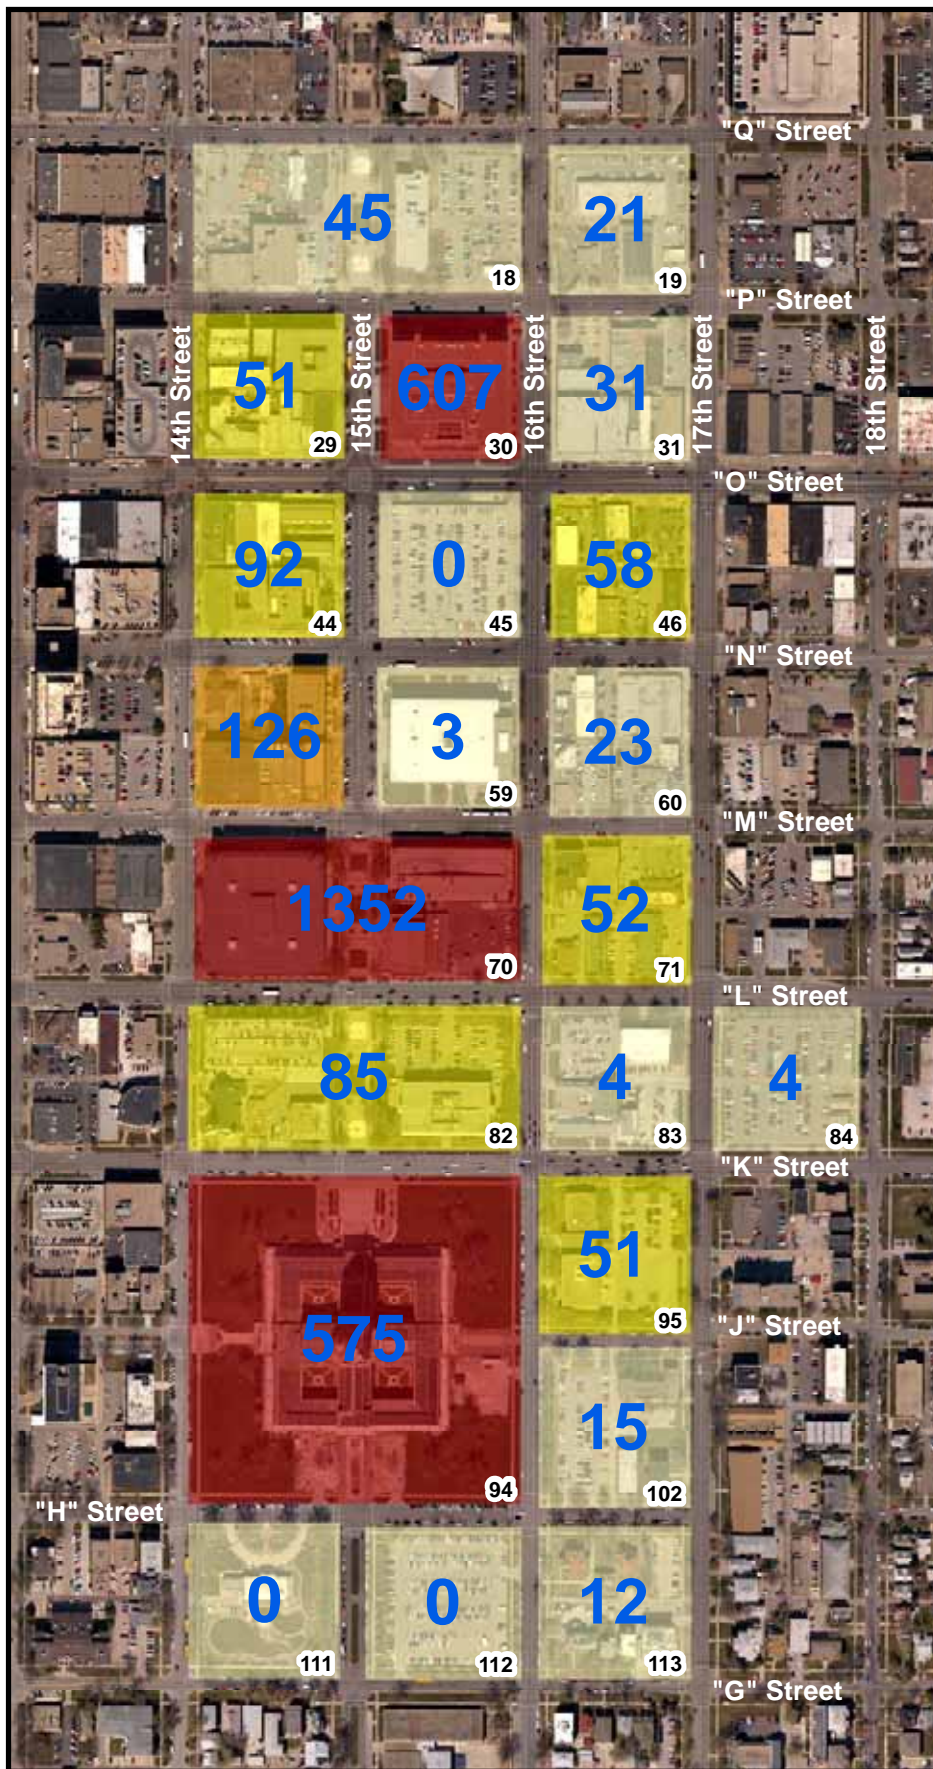 "Q" Street
45
21
18
19
"P" Street
14th Street
15th Street
16th Street
17th Street
18th Street
51
607
31
29
30
31
"O" Street
92
0
58
44
45
46
"N" Street
126
3
23
59
60
"M" Street
1352
52
70
71
"L" Street
85
4
4
82
83
84
"K" Street
575
51
95
"J" Street
15
94
102
"H" Street
0
0
12
111
112
113
"G" Street